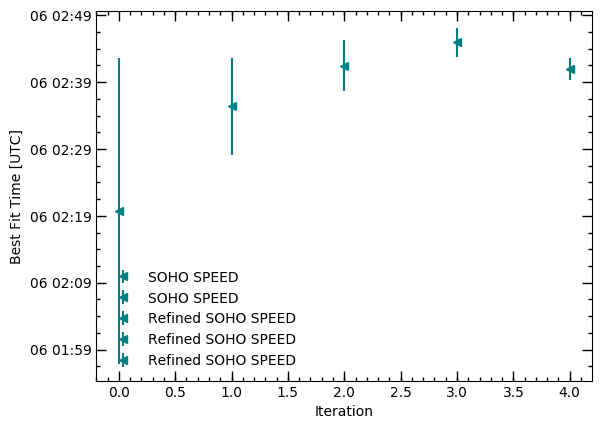 06 02:49
06 02:39
06 02:29
06 02:19
06 02:09
06 01:59
Best Fit Time [UTC]
SOHO SPEED
SOHO SPEED
Refined SOHO SPEED
Refined SOHO SPEED
Refined SOHO SPEED
0.0 0.5 1.0 1.5 2.0 2.5 3.0 3.5 4.0
Iteration